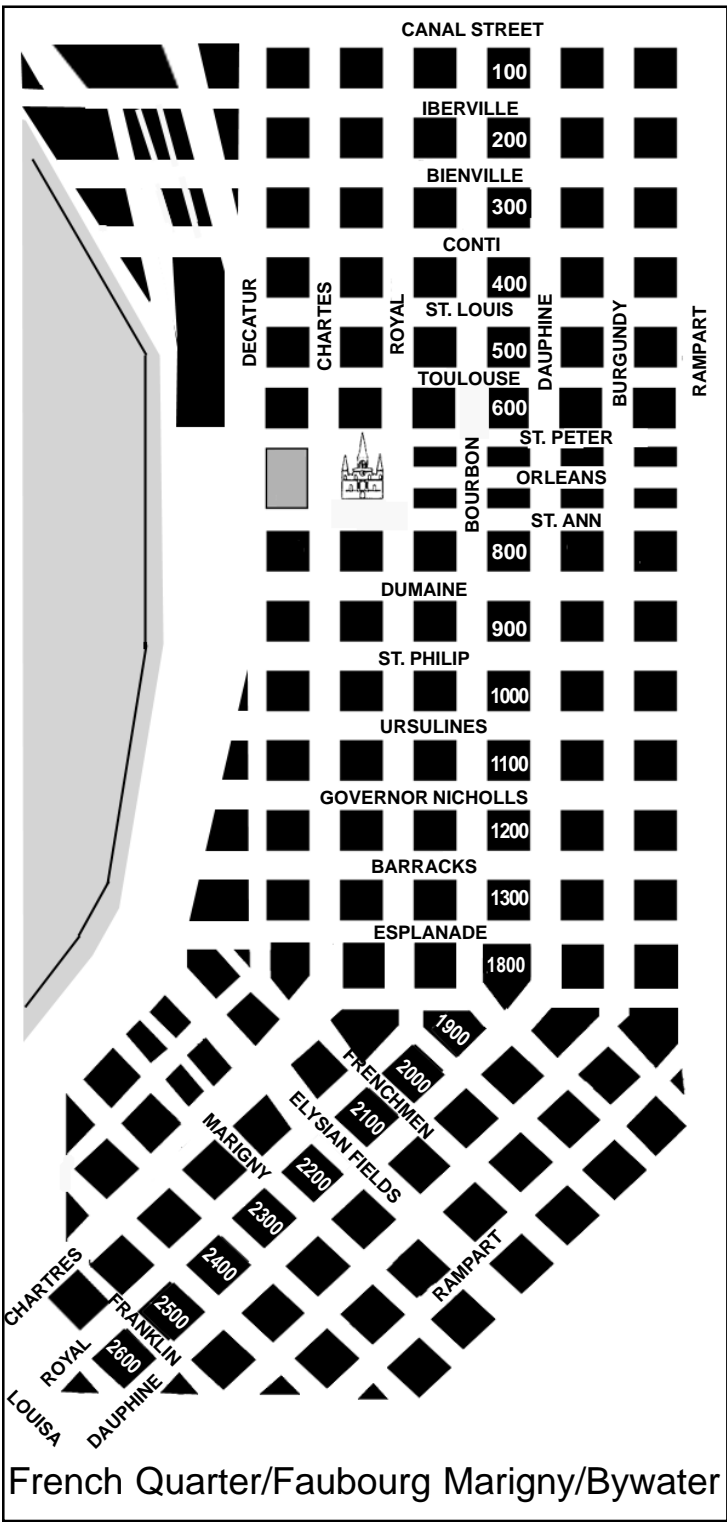 CANAL STREET
100
IBERVILLE
200
BIENVILLE
300
CONTI
400
DECATUR
CHARTES
ROYAL
ST. LOUIS
DAUPHINE
BURGUNDY
RAMPART
500
TOULOUSE
600
ST. PETER
BOURBON
ORLEANS
ST. ANN
800
DUMAINE
900
ST. PHILIP
1000
URSULINES
1100
GOVERNOR NICHOLLS
1200
BARRACKS
1300
ESPLANADE
1800
1900
2000
FRENCHMEN
2100
ELYSIAN FIELDS
MARIGNY
2200
2300
2400
RAMPART
CHARTRES
FRANKLIN
2500
ROYAL
2600
LOUISA
DAUPHINE
French Quarter/Faubourg Marigny/Bywater